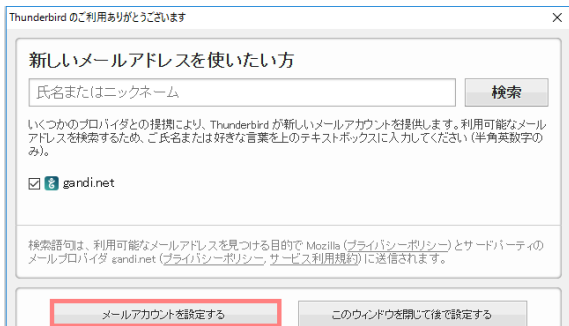 Thunderbird のご利用ありがとうございます
新しいメールアドレスを使いたい方
氏名またはニックネーム
検索
いくつかのプロバイダとの提携により、Thunderbird が新しいメールアカウントを提供します。利用可能なメール
アドレスを検索するため、ご氏名または好きな言葉を上のテキストボックスに入力してください (半角英数字の
み)。
gandi.net
検索語句は、利用可能なメールアドレスを見つける目的で Mozilla (プライバシーポリシー) とサードパーティの
メールプロバイダ gandi.net (プライバシーポリシー, サービス利用規約) に送信されます。
メールアカウントを設定する
このウィンドウを閉じて後で設定する